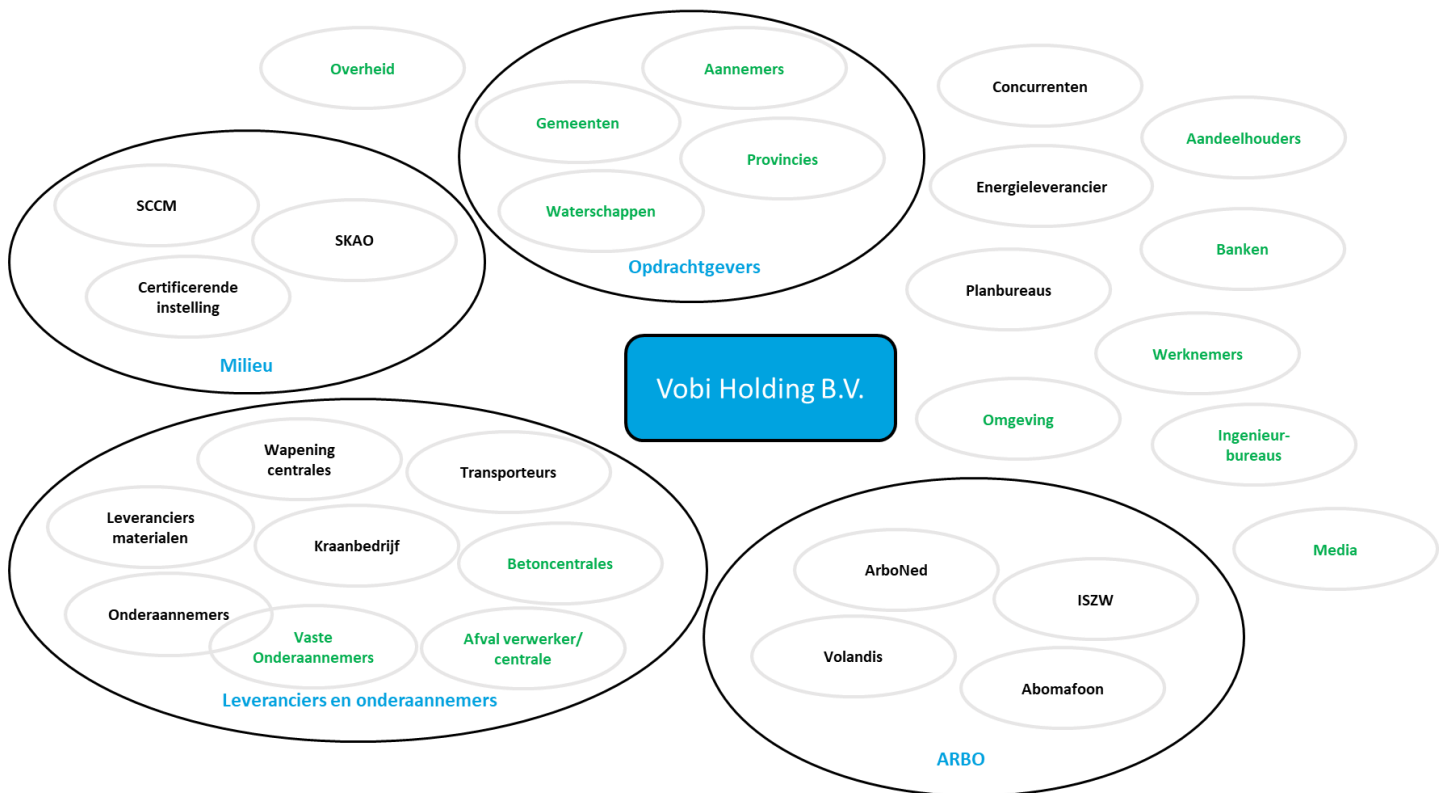 Overheid
Aannemers
Gemeenten
Provincies
Waterschappen
Opdrachtgevers
Concurrenten
Aandeelhouders
Energieleverancier
Banken
Planbureaus
Werknemers
Omgeving
Ingenieur-
bureaus
Media
SCCM
SKAO
Certificerende
instelling
Milieu
Vobi Holding B.V.
Wapening
centrales
Transporteurs
Leveranciers
materialen
Kraanbedrijf
Betoncentrales
Onderaannemers
Vaste
Onderaannemers
Afval verwerker/
centrale
Leveranciers en onderaannemers
ArboNed
ISZW
Volandis
Abomafoon
ARBO